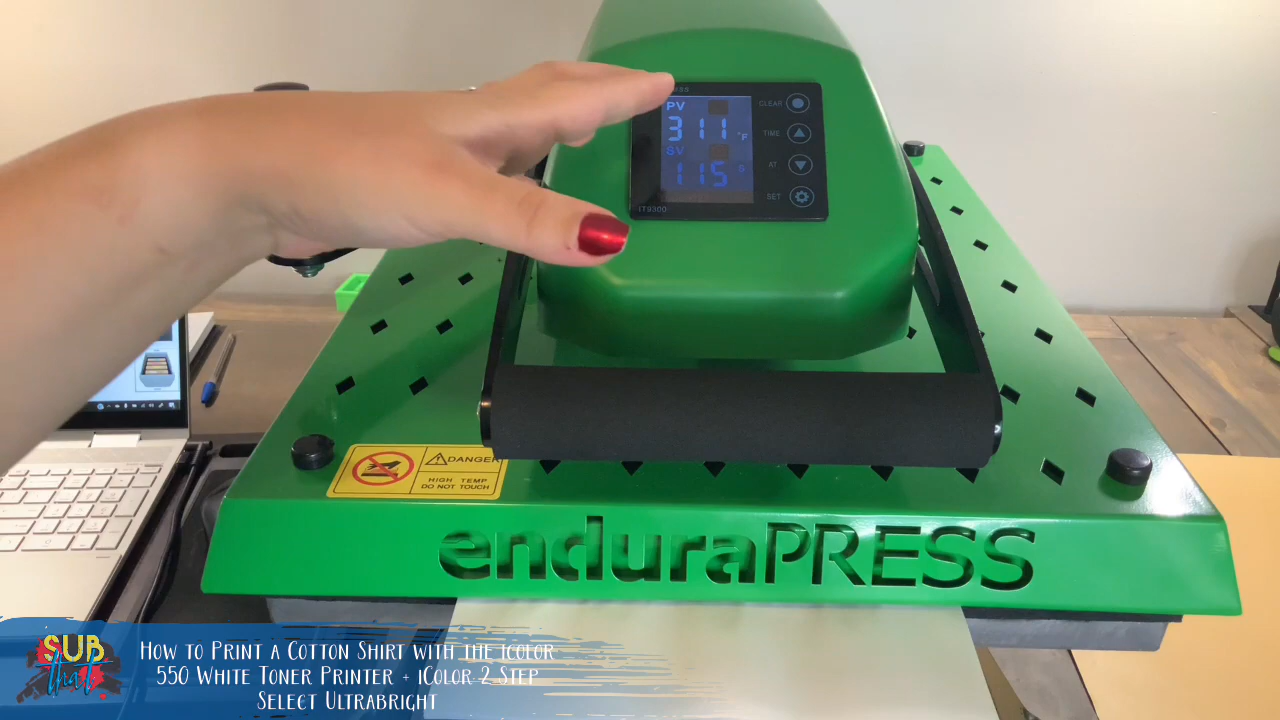 PV
311 °F
SV
115 S
CLEAR
TIME
AT
SET
IT9300
DANGER
HIGH TEMP
DO NOT TOUCH
enduraPRESS
SUB
that!
How to Print a Cotton Shirt with the icolor
550 White Toner Printer + iColor 2 Step
Select Ultrabright